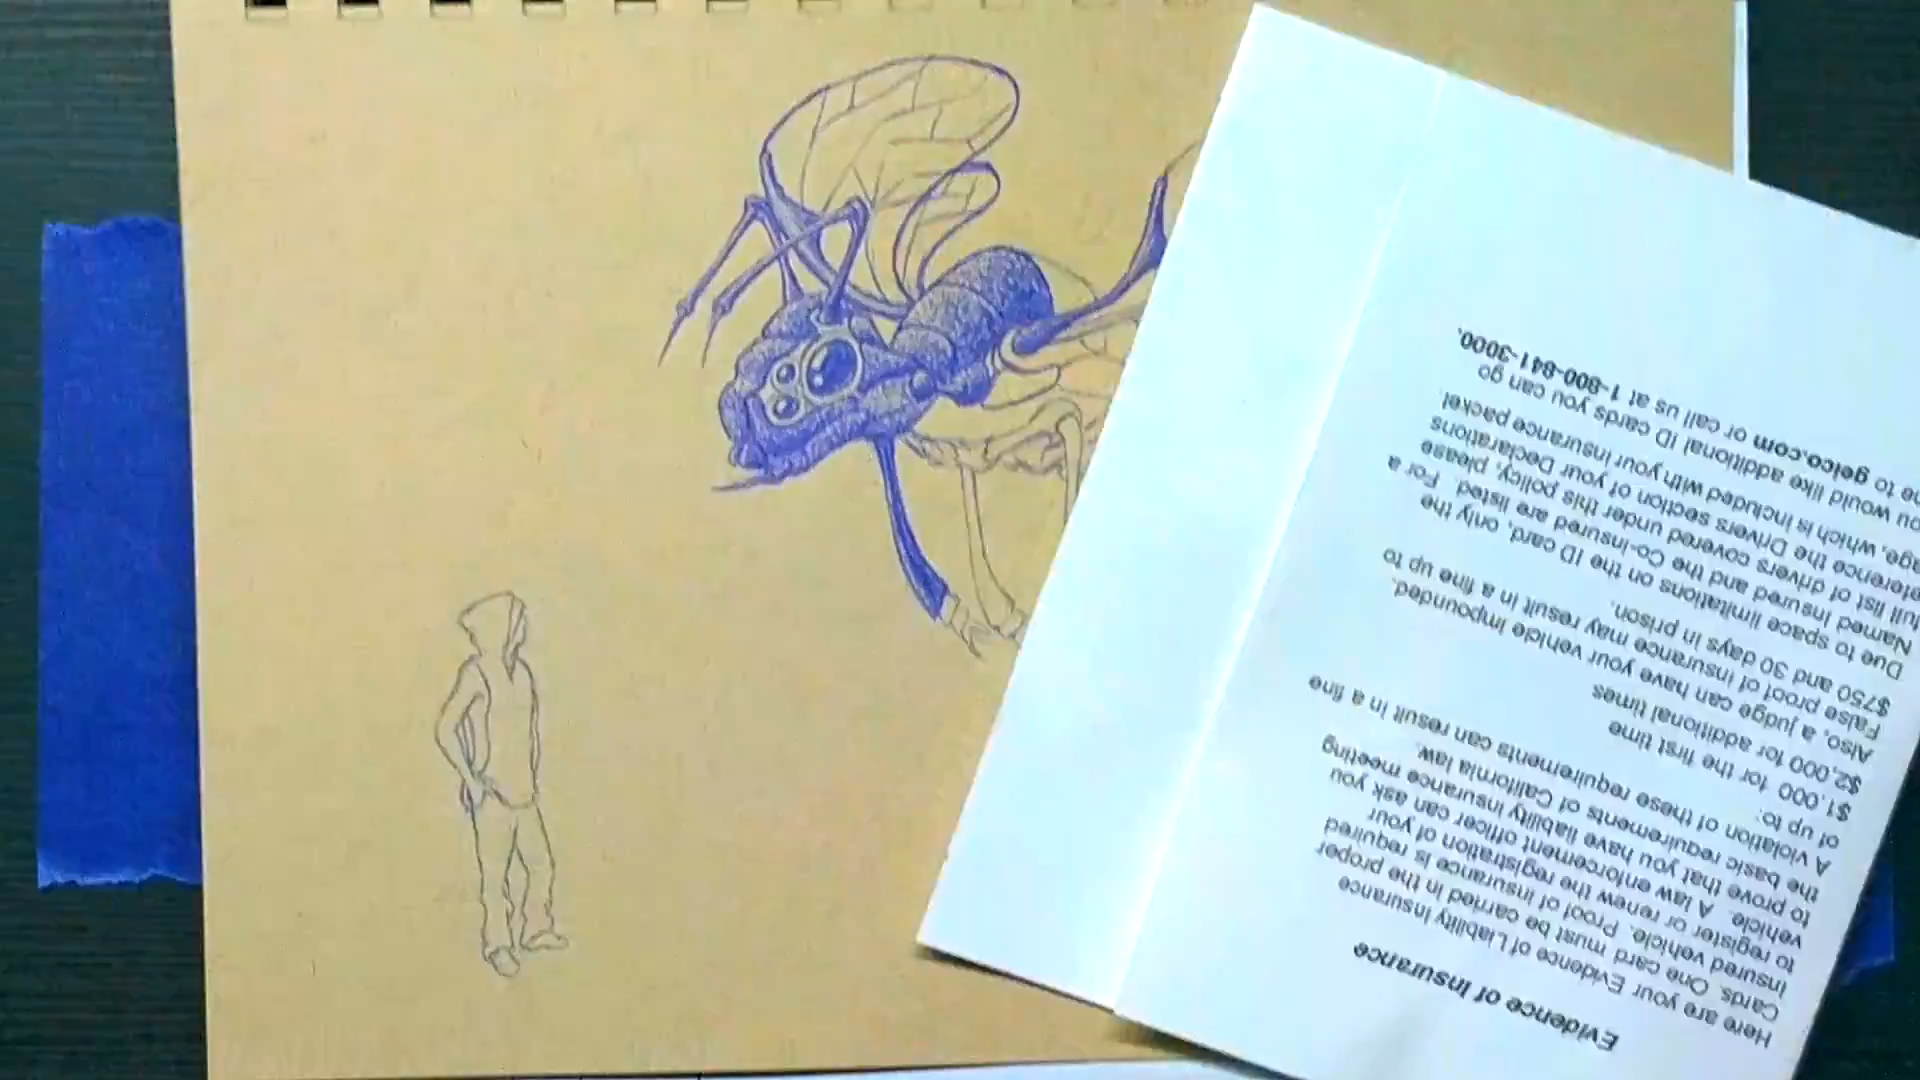 Evidence of Insurance
Here are your Evidence of Liability Insurance
Cards. One card must be carried in the proper
insured vehicle. Proof of insurance is required
to register or renew the registration of your
vehicle. A law enforcement officer can ask you
to prove that you have liability insurance meeting
the basic requirements of California law.
A violation of these requirements can result in a fine
of up to:
$1,000 for the first time
$2,000 for additional times
Also, a judge can have your vehicle impounded.
False proof of insurance may result in a fine up to
$750 and 30 days in prison.
Due to space limitations on the ID card, only the
Named Insured and the Co-Insured are listed. For a
full list of drivers covered under this policy, please
the Drivers section of your Declarations
which is included with your insurance packet
would like additional ID cards you can go
to geico.com or call us at 1-800-841-3000.